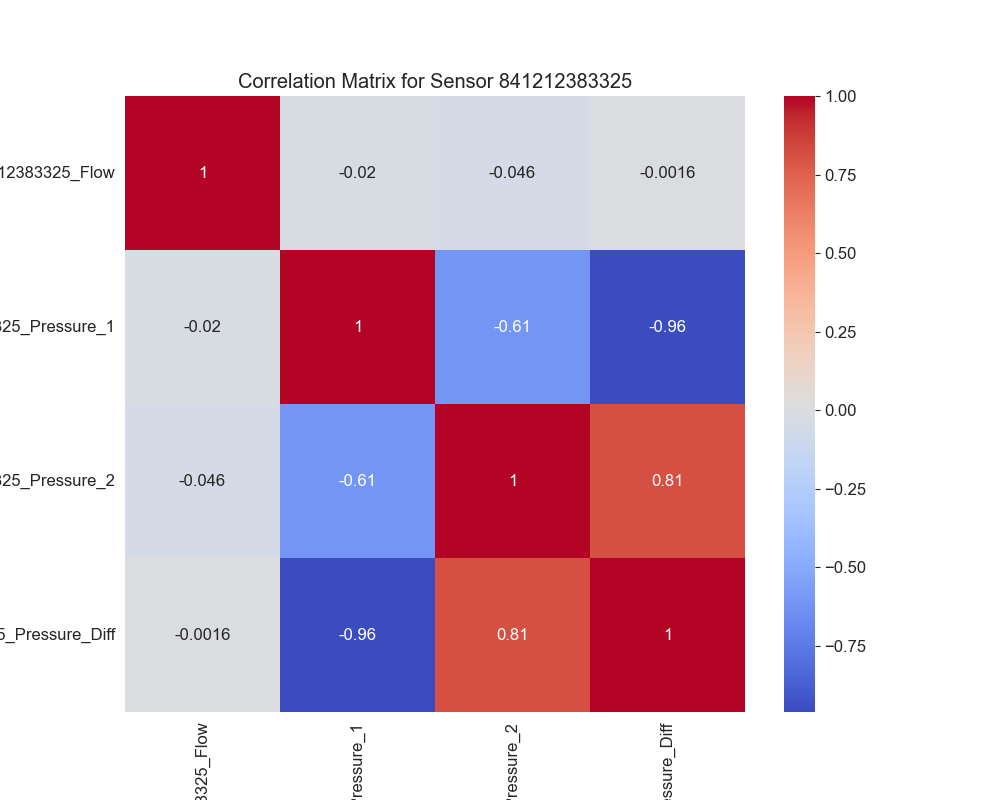 Correlation Matrix for Sensor 841212383325
12383325_Flow
1
-0.02
-0.046
-0.0016
325_Pressure_1
-0.02
1
-0.61
-0.96
325_Pressure_2
-0.046
-0.61
1
0.81
5_Pressure_Diff
-0.0016
-0.96
0.81
1
3325_Flow
Pressure_1
Pressure_2
essure_Diff
1.00
0.75
0.50
0.25
0.00
−0.25
−0.50
−0.75